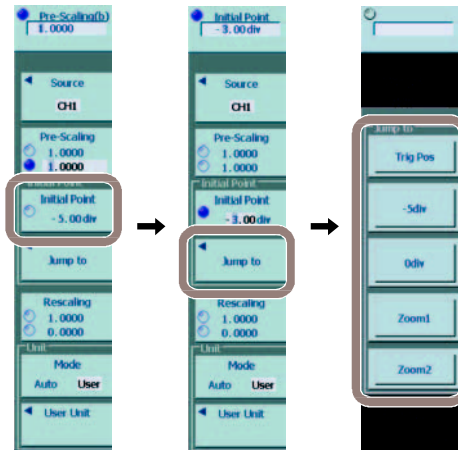 Pre-Scaling(b)
1.0000
Source
CH1
Pre-Scaling
1.0000
1.0000
Initial Point
Initial Point
-5.00div
Jump to
Rescaling
1.0000
0.0000
Unit
Mode
Auto User
User Unit
Initial Point
-3.00div
Source
CH1
Pre-Scaling
1.0000
1.0000
Initial Point
Initial Point
-3.00div
Jump to
Rescaling
1.0000
0.0000
Unit
Mode
Auto User
User Unit
Jump to
Trig Pos
-5div
0div
Zoom1
Zoom2